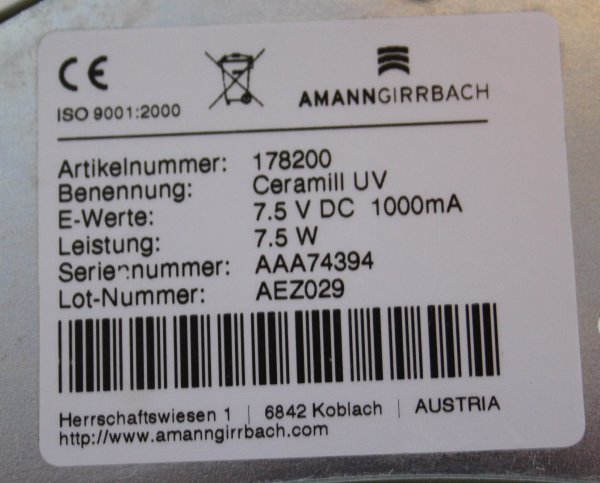 CE
ISO 9001:2000
AMANNGIRRBACH
Artikelnummer: 178200
Benennung: Ceramill UV
E-Werte: 7.5 V DC 1000mA
Leistung: 7.5 W
Seriennummer: AAA74394
Lot-Nummer: AEZ029
Herrschaftswiesen 1 | 6842 Koblach | AUSTRIA
http://www.amanngirrbach.com